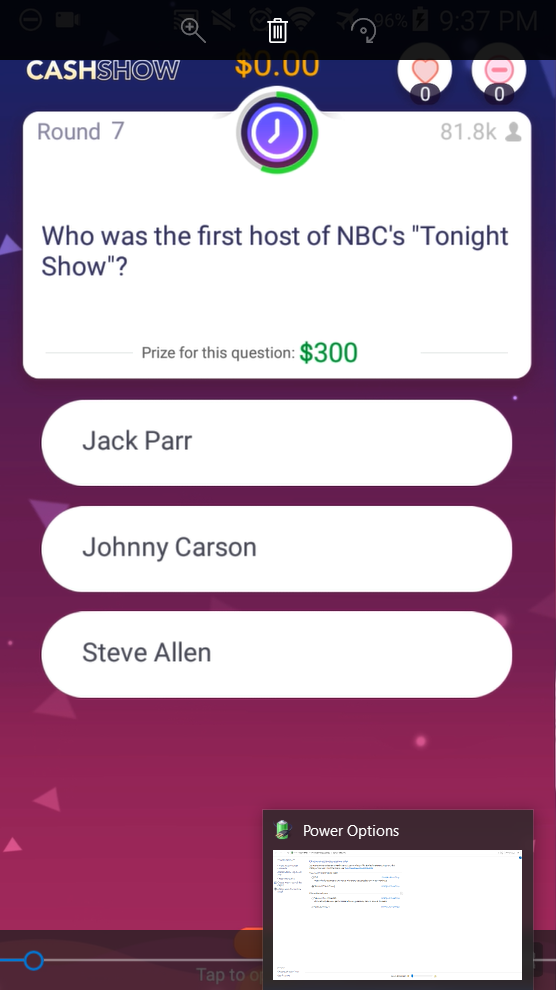 96% 9:37 PM
CASHSHOW $0.00
0 0
Round 7 81.8k
Who was the first host of NBC's "Tonight
Show"?
Prize for this question: $300
Jack Parr
Johnny Carson
Steve Allen
Power Options
Tap to